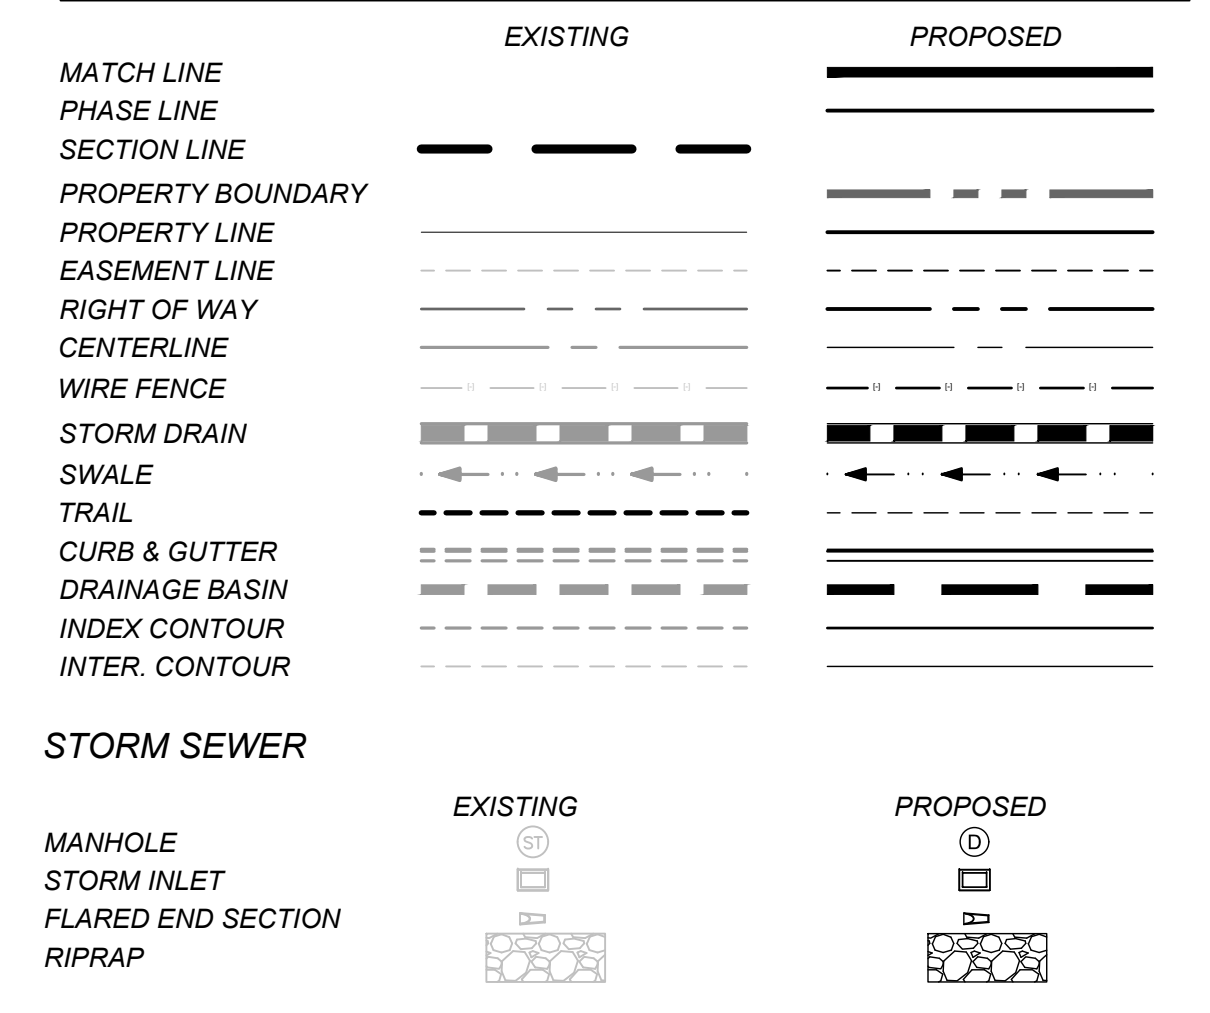 EXISTING PROPOSED
MATCH LINE
PHASE LINE
SECTION LINE
PROPERTY BOUNDARY
PROPERTY LINE
EASEMENT LINE
RIGHT OF WAY
CENTERLINE
WIRE FENCE
STORM DRAIN
SWALE
TRAIL
CURB & GUTTER
DRAINAGE BASIN
INDEX CONTOUR
INTER. CONTOUR
STORM SEWER
EXISTING PROPOSED
MANHOLE ST D
STORM INLET
FLARED END SECTION
RIPRAP